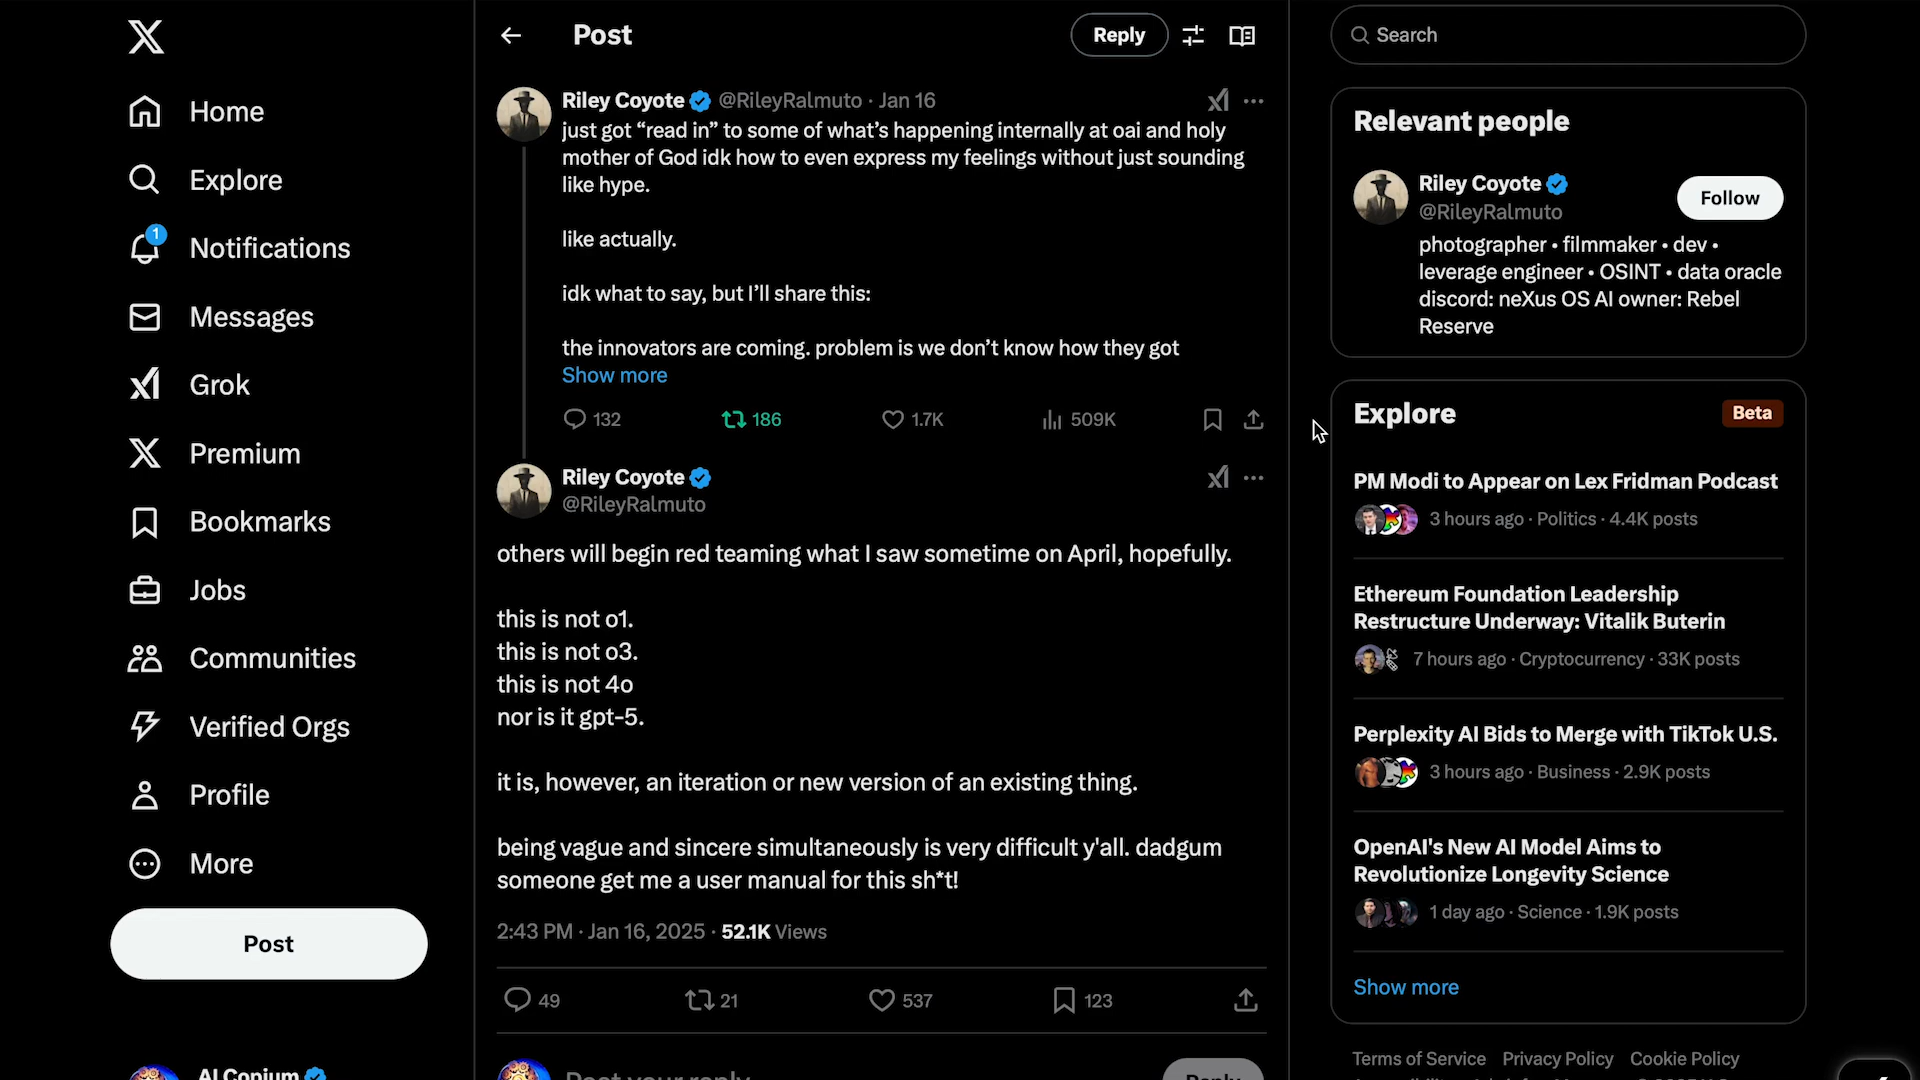 Home
Explore
1
Notifications
Messages
Grok
Premium
Bookmarks
Jobs
Communities
Verified Orgs
Profile
More
Post
AI Copium
Post
Reply
Riley Coyote @RileyRalmuto · Jan 16
just got “read in” to some of what’s happening internally at oai and holy
mother of God idk how to even express my feelings without just sounding
like hype.
like actually.
idk what to say, but I’ll share this:
the innovators are coming. problem is we don’t know how they got
Show more
132
186
1.7K
509K
Riley Coyote
@RileyRalmuto
others will begin red teaming what I saw sometime on April, hopefully.
this is not o1.
this is not o3.
this is not 4o
nor is it gpt-5.
it is, however, an iteration or new version of an existing thing.
being vague and sincere simultaneously is very difficult y'all. dadgum
someone get me a user manual for this sh*t!
2:43 PM · Jan 16, 2025 · 52.1K Views
49
21
537
123
Post your reply
Reply
Search
Relevant people
Riley Coyote
@RileyRalmuto
Follow
photographer • filmmaker • dev •
leverage engineer • OSINT • data oracle
discord: neXus OS AI owner: Rebel
Reserve
Explore
Beta
PM Modi to Appear on Lex Fridman Podcast
3 hours ago · Politics · 4.4K posts
Ethereum Foundation Leadership
Restructure Underway: Vitalik Buterin
7 hours ago · Cryptocurrency · 33K posts
Perplexity AI Bids to Merge with TikTok U.S.
3 hours ago · Business · 2.9K posts
OpenAI's New AI Model Aims to
Revolutionize Longevity Science
1 day ago · Science · 1.9K posts
Show more
Terms of Service Privacy Policy Cookie Policy